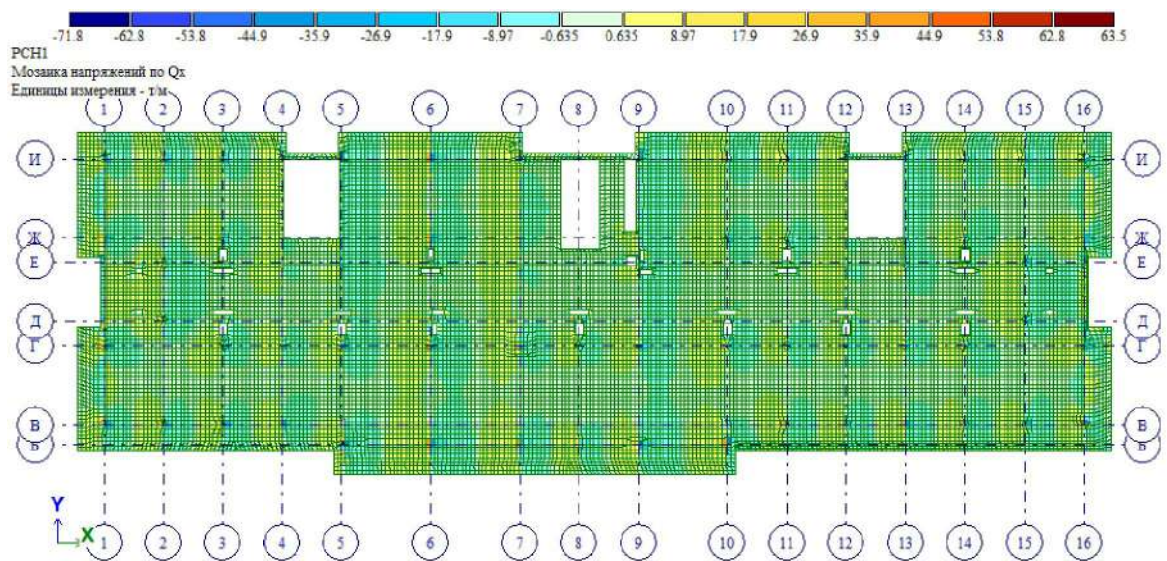 -71.8 -62.8 -53.8 -44.9 -35.9 -26.9 -17.9 -8.97 -0.635 0.635 8.97 17.9 26.9 35.9 44.9 53.8 62.8 63.5
РСН1
Мозаика напряжений по Qx
Единицы измерения - т/м
1 2 3 4 5 6 7 8 9 10 11 12 13 14 15 16
И И
Ж Ж
Е Е
Д Д
Г Г
В В
Б Б
Y
X
1 2 3 4 5 6 7 8 9 10 11 12 13 14 15 16